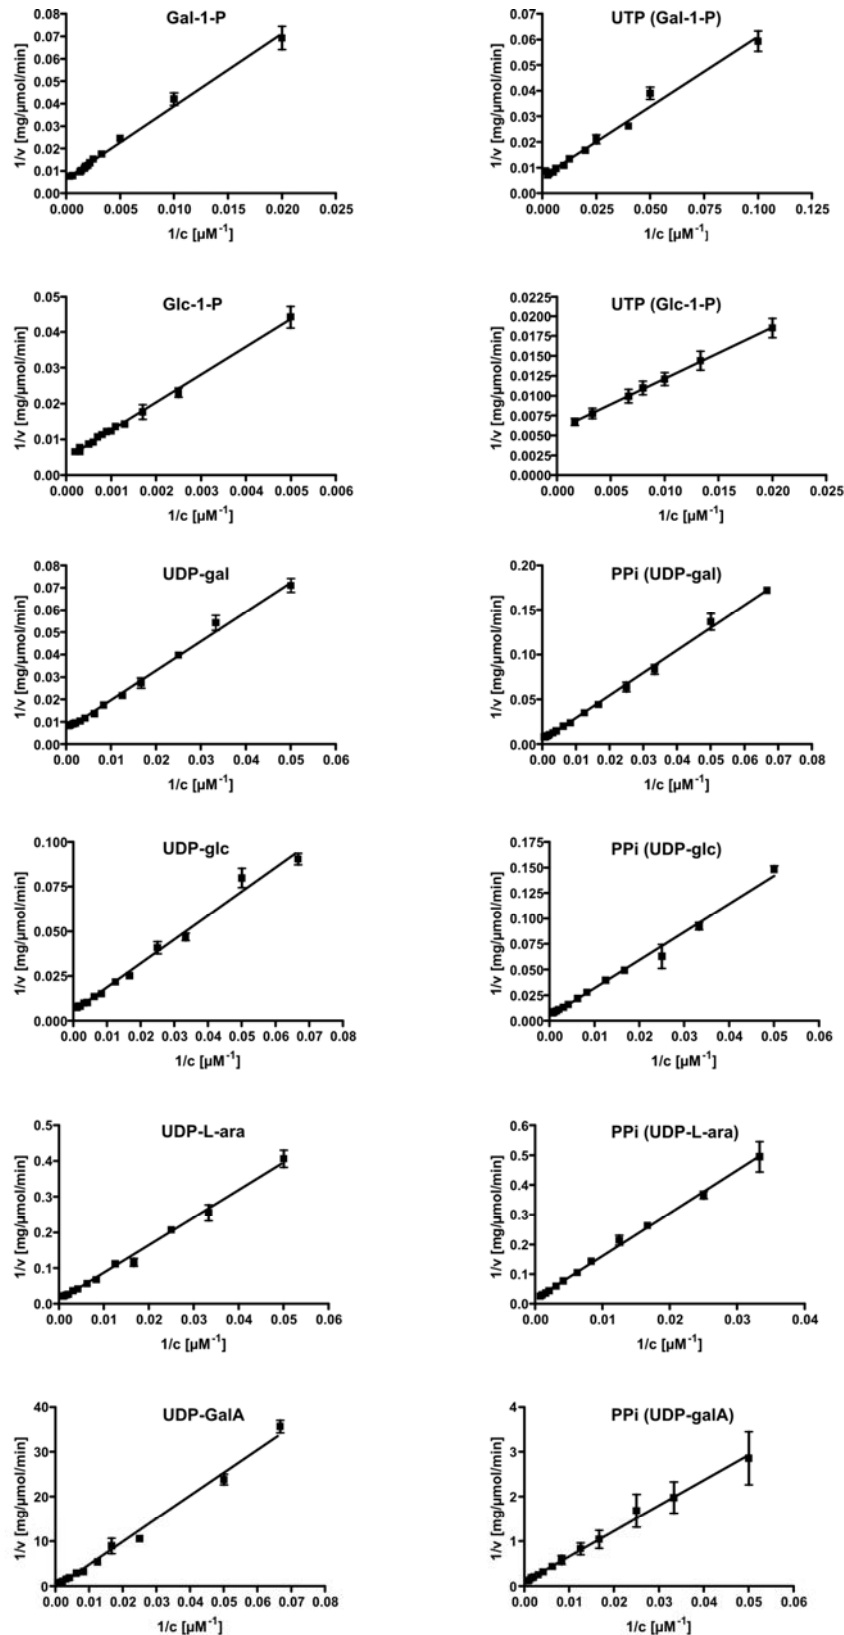 Gal-1-P
1/v [mg/µmol/min]
0.08
0.07
0.06
0.05
0.04
0.03
0.02
0.01
0.00
0.000 0.005 0.010 0.015 0.020 0.025
1/c [µM⁻¹]
UTP (Gal-1-P)
1/v [mg/µmol/min]
0.07
0.06
0.05
0.04
0.03
0.02
0.01
0.00
0.000 0.025 0.050 0.075 0.100 0.125
1/c [µM⁻¹]
Glc-1-P
1/v [mg/µmol/min]
0.05
0.04
0.03
0.02
0.01
0.00
0.000 0.001 0.002 0.003 0.004 0.005 0.006
1/c [µM⁻¹]
UTP (Glc-1-P)
1/v [mg/µmol/min]
0.0225
0.0200
0.0175
0.0150
0.0125
0.0100
0.0075
0.0050
0.0025
0.0000
0.000 0.005 0.010 0.015 0.020 0.025
1/c [µM⁻¹]
UDP-gal
1/v [mg/µmol/min]
0.08
0.07
0.06
0.05
0.04
0.03
0.02
0.01
0.00
0.00 0.01 0.02 0.03 0.04 0.05 0.06
1/c [µM⁻¹]
PPi (UDP-gal)
1/v [mg/µmol/min]
0.20
0.15
0.10
0.05
0.00
0.00 0.01 0.02 0.03 0.04 0.05 0.06 0.07 0.08
1/c [µM⁻¹]
UDP-glc
1/v [mg/µmol/min]
0.100
0.075
0.050
0.025
0.000
0.00 0.01 0.02 0.03 0.04 0.05 0.06 0.07 0.08
1/c [µM⁻¹]
PPi (UDP-glc)
1/v [mg/µmol/min]
0.175
0.150
0.125
0.100
0.075
0.050
0.025
0.000
0.00 0.01 0.02 0.03 0.04 0.05 0.06
1/c [µM⁻¹]
UDP-L-ara
1/v [mg/µmol/min]
0.5
0.4
0.3
0.2
0.1
0.0
0.00 0.01 0.02 0.03 0.04 0.05 0.06
1/c [µM⁻¹]
PPi (UDP-L-ara)
1/v [mg/µmol/min]
0.6
0.5
0.4
0.3
0.2
0.1
0.0
0.00 0.01 0.02 0.03 0.04
1/c [µM⁻¹]
UDP-GalA
1/v [mg/µmol/min]
40
30
20
10
0
0.00 0.01 0.02 0.03 0.04 0.05 0.06 0.07 0.08
1/c [µM⁻¹]
PPi (UDP-galA)
1/v [mg/µmol/min]
4
3
2
1
0
0.00 0.01 0.02 0.03 0.04 0.05 0.06
1/c [µM⁻¹]